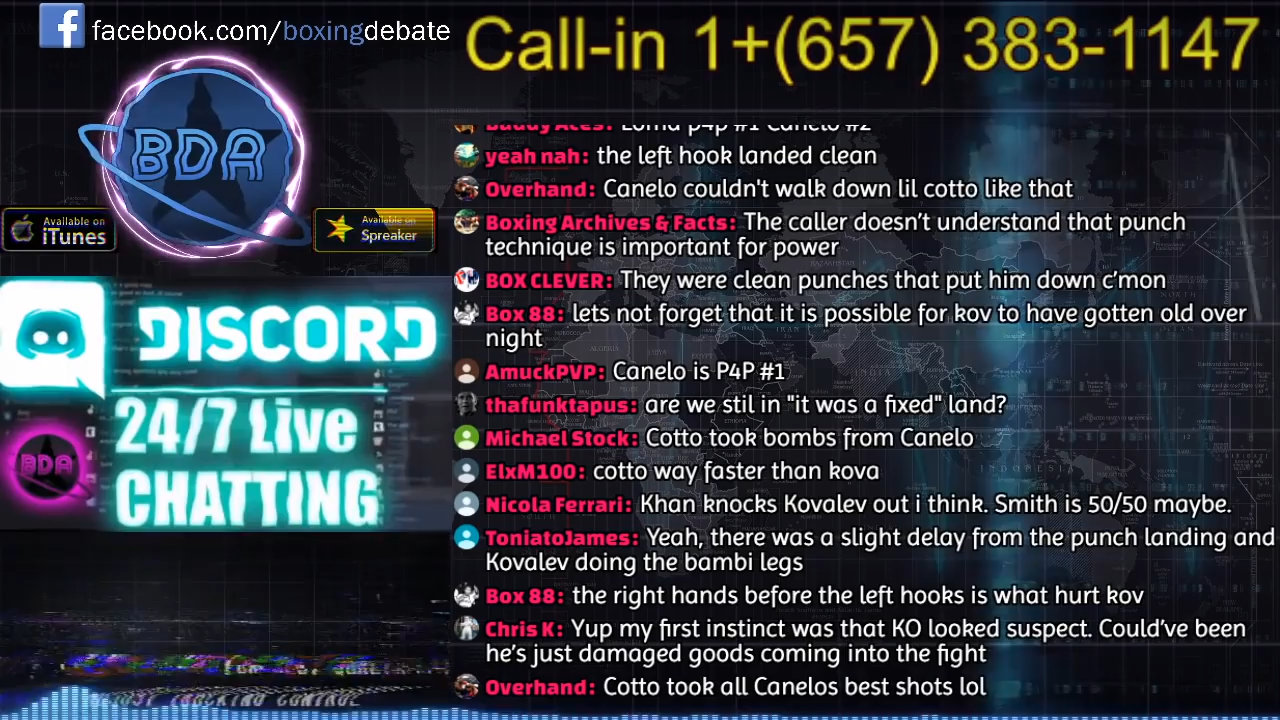 facebook.com/boxingdebate
Call-in 1+(657) 383-1147
BDA
Available on
iTunes
Available on
Spreaker
DISCORD
24/7 Live
CHATTING
BDA
Buddy Aces: Loma p4p #1 Canelo #2
yeah nah: the left hook landed clean
Overhand: Canelo couldn't walk down lil cotto like that
Boxing Archives & Facts: The caller doesn’t understand that punch
technique is important for power
BOX CLEVER: They were clean punches that put him down c’mon
Box 88: lets not forget that it is possible for kov to have gotten old over
night
AmuckPVP: Canelo is P4P #1
thafunktapus: are we stil in "it was a fixed" land?
Michael Stock: Cotto took bombs from Canelo
ElxM100: cotto way faster than kova
Nicola Ferrari: Khan knocks Kovalev out i think. Smith is 50/50 maybe.
ToniatoJames: Yeah, there was a slight delay from the punch landing and
Kovalev doing the bambi legs
Box 88: the right hands before the left hooks is what hurt kov
Chris K: Yup my first instinct was that KO looked suspect. Could’ve been
he’s just damaged goods coming into the fight
Overhand: Cotto took all Canelos best shots lol
INDONESIA